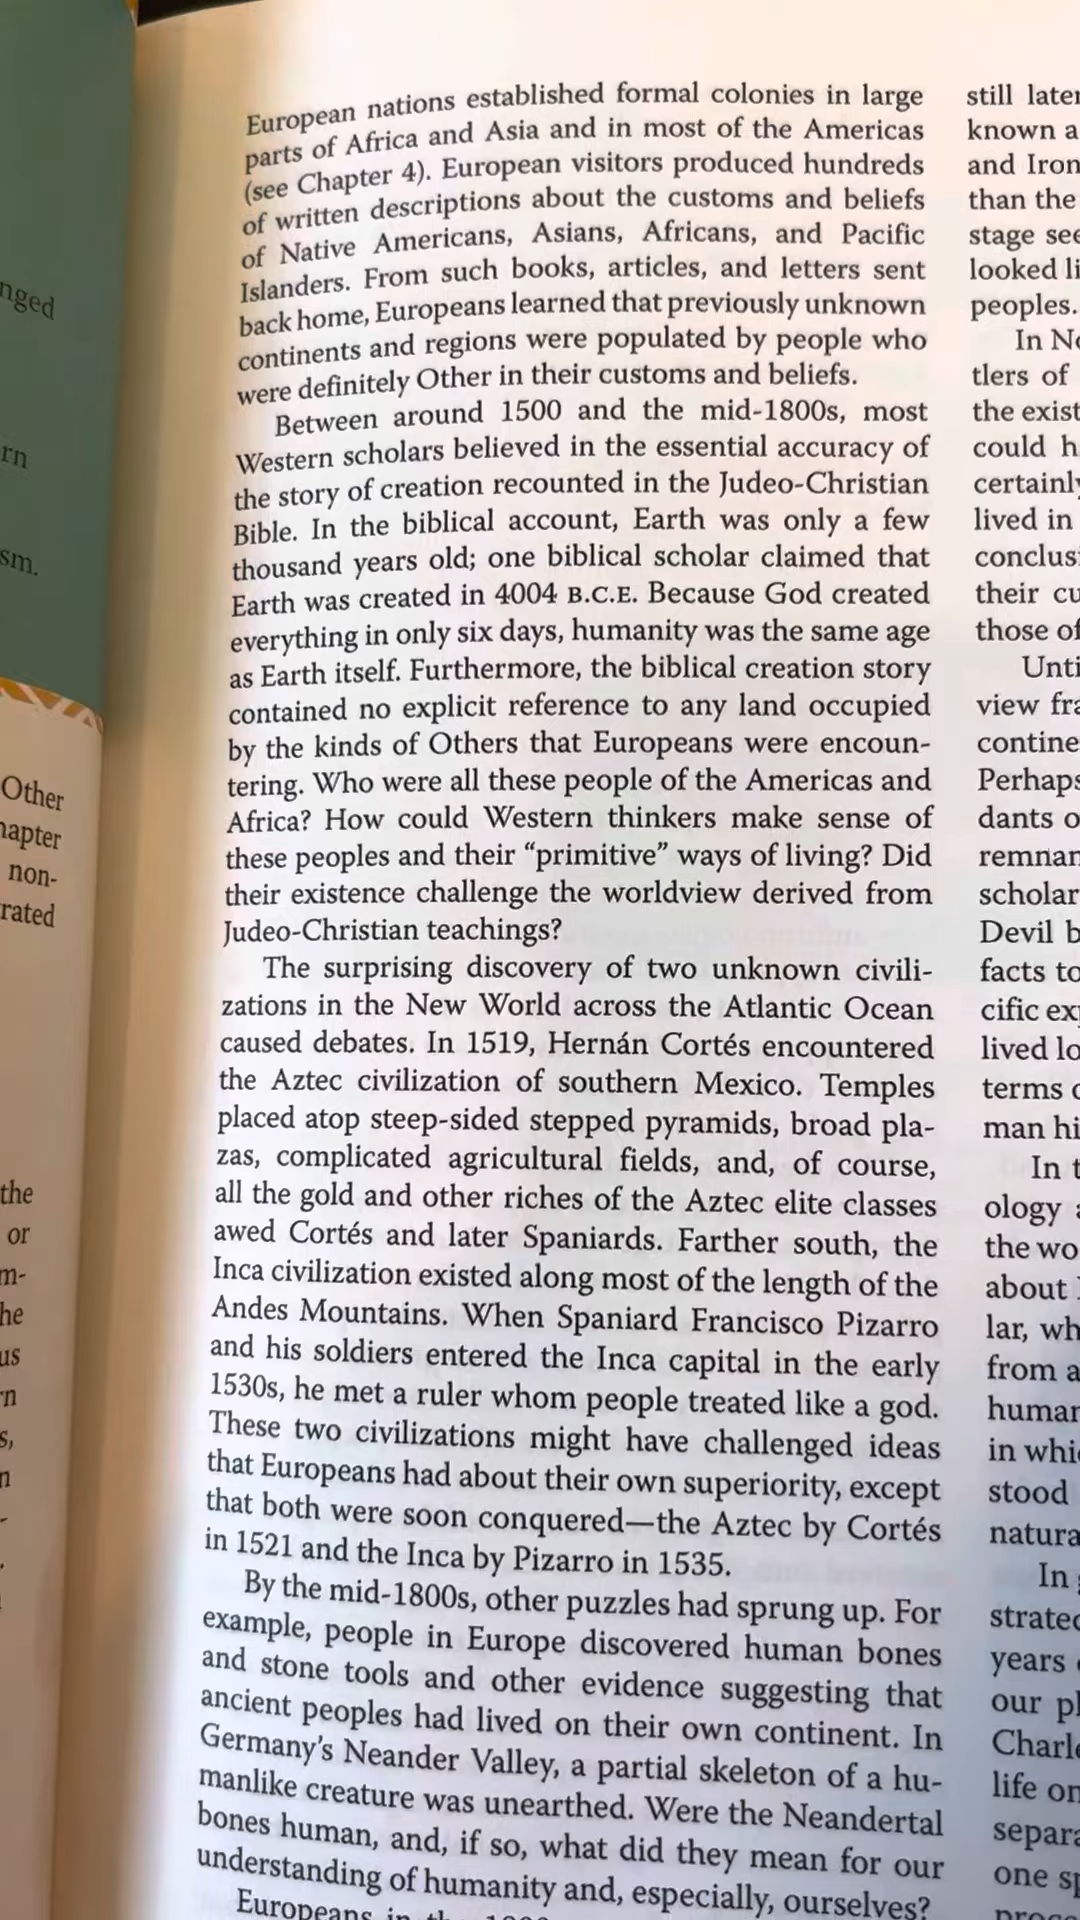 nged
rn
sm.
Other
hapter
non-
rated
the
or
m-
he
us
rn
s,
n
European nations established formal colonies in large
parts of Africa and Asia and in most of the Americas
(see Chapter 4). European visitors produced hundreds
of written descriptions about the customs and beliefs
of Native Americans, Asians, Africans, and Pacific
Islanders. From such books, articles, and letters sent
back home, Europeans learned that previously unknown
continents and regions were populated by people who
were definitely Other in their customs and beliefs.
Between around 1500 and the mid-1800s, most
Western scholars believed in the essential accuracy of
the story of creation recounted in the Judeo-Christian
Bible. In the biblical account, Earth was only a few
thousand years old; one biblical scholar claimed that
Earth was created in 4004 B.C.E. Because God created
everything in only six days, humanity was the same age
as Earth itself. Furthermore, the biblical creation story
contained no explicit reference to any land occupied
by the kinds of Others that Europeans were encoun-
tering. Who were all these people of the Americas and
Africa? How could Western thinkers make sense of
these peoples and their “primitive” ways of living? Did
their existence challenge the worldview derived from
Judeo-Christian teachings?
The surprising discovery of two unknown civili-
zations in the New World across the Atlantic Ocean
caused debates. In 1519, Hernán Cortés encountered
the Aztec civilization of southern Mexico. Temples
placed atop steep-sided stepped pyramids, broad pla-
zas, complicated agricultural fields, and, of course,
all the gold and other riches of the Aztec elite classes
awed Cortés and later Spaniards. Farther south, the
Inca civilization existed along most of the length of the
Andes Mountains. When Spaniard Francisco Pizarro
and his soldiers entered the Inca capital in the early
1530s, he met a ruler whom people treated like a god.
These two civilizations might have challenged ideas
that Europeans had about their own superiority, except
that both were soon conquered—the Aztec by Cortés
in 1521 and the Inca by Pizarro in 1535.
By the mid-1800s, other puzzles had sprung up. For
example, people in Europe discovered human bones
and stone tools and other evidence suggesting that
ancient peoples had lived on their own continent. In
Germany’s Neander Valley, a partial skeleton of a hu-
manlike creature was unearthed. Were the Neandertal
bones human, and, if so, what did they mean for our
understanding of humanity and, especially, ourselves?
Europeans in the
still later
known a
and Iron
than the
stage see
looked li
peoples.
In No
tlers of
the exist
could h
certainly
lived in
conclusi
their cu
those of
Unti
view fra
contine
Perhaps
dants o
remnan
scholar
Devil b
facts to
cific exp
lived lo
terms o
man hi
In t
ology a
the wo
about
lar, wh
from a
human
in whi
stood
natura
In
strated
years
our pl
Charle
life on
separa
one sp